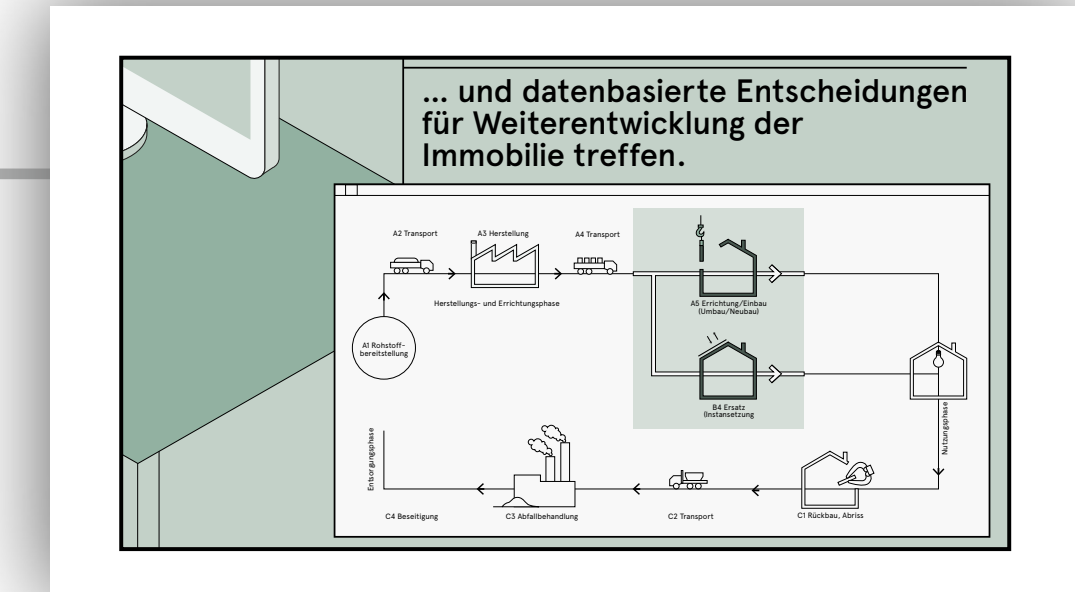 ... und datenbasierte Entscheidungen
für Weiterentwicklung der
Immobilie treffen.
A2 Transport
A3 Herstellung
A4 Transport
Herstellungs- und Errichtungsphase
A1 Rohstoff-
bereitstellung
A5 Errichtung/Einbau
(Umbau/Neubau)
B4 Ersatz
(Instansetzung
Nutzungsphase
Entsorgungsphase
C4 Beseitigung
C3 Abfallbehandlung
C2 Transport
C1 Rückbau, Abriss